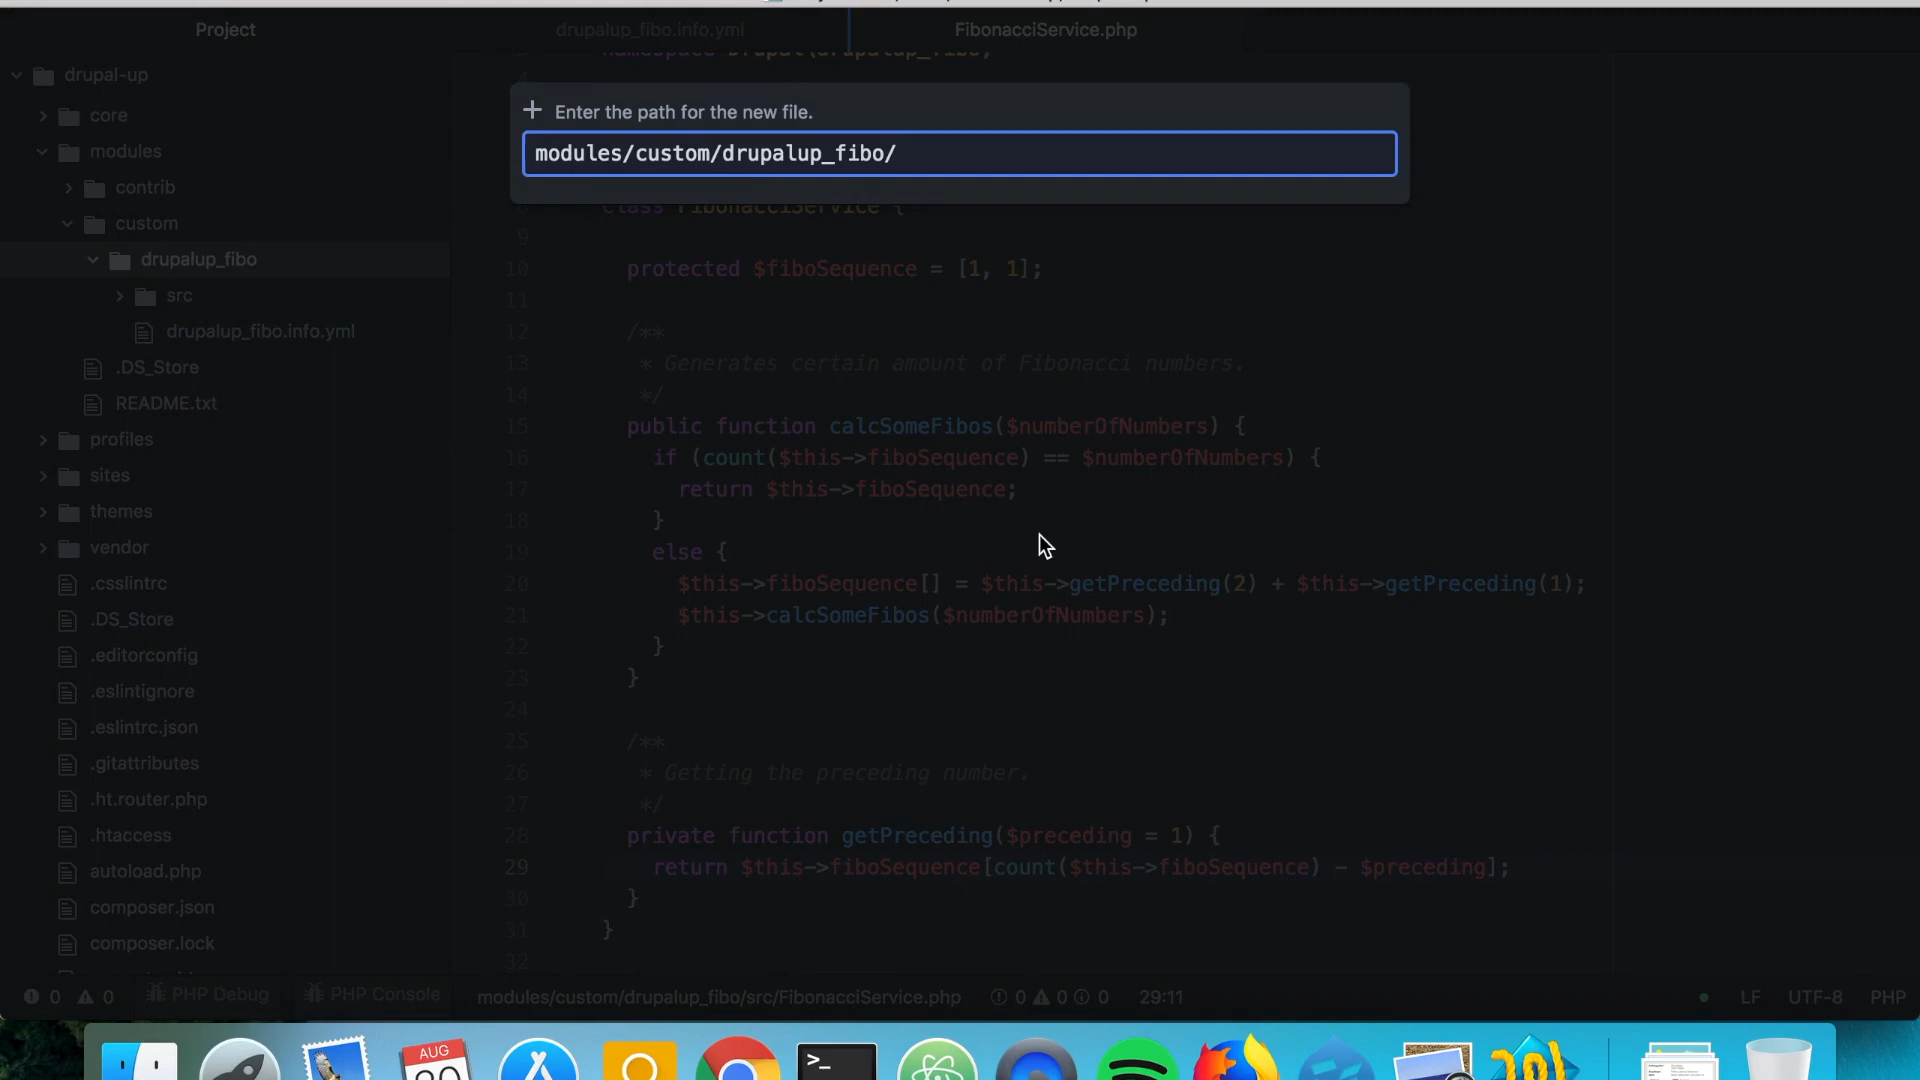 Project
drupalup_fibo.info.yml
FibonacciService.php
drupal-up
core
modules
contrib
custom
drupalup_fibo
src
drupalup_fibo.info.yml
.DS_Store
README.txt
profiles
sites
themes
vendor
.csslintrc
.DS_Store
.editorconfig
.eslintignore
.eslintrc.json
.gitattributes
.ht.router.php
.htaccess
autoload.php
composer.json
composer.lock
Enter the path for the new file.
modules/custom/drupalup_fibo/
namespace Drupal\drupalup_fibo;
4
class FibonacciService {
9
10 protected $fiboSequence = [1, 1];
11
12 /**
13 * Generates certain amount of Fibonacci numbers.
14 */
15 public function calcSomeFibos($numberOfNumbers) {
16 if (count($this->fiboSequence) == $numberOfNumbers) {
17 return $this->fiboSequence;
18 }
19 else {
20 $this->fiboSequence[] = $this->getPreceding(2) + $this->getPreceding(1);
21 $this->calcSomeFibos($numberOfNumbers);
22 }
23 }
24
25 /**
26 * Getting the preceding number.
27 */
28 private function getPreceding($preceding = 1) {
29 return $this->fiboSequence[count($this->fiboSequence) - $preceding];
30 }
31 }
32
0 0 PHP Debug PHP Console modules/custom/drupalup_fibo/src/FibonacciService.php 0 0 0 29:11 LF UTF-8 PHP
AUG
>_